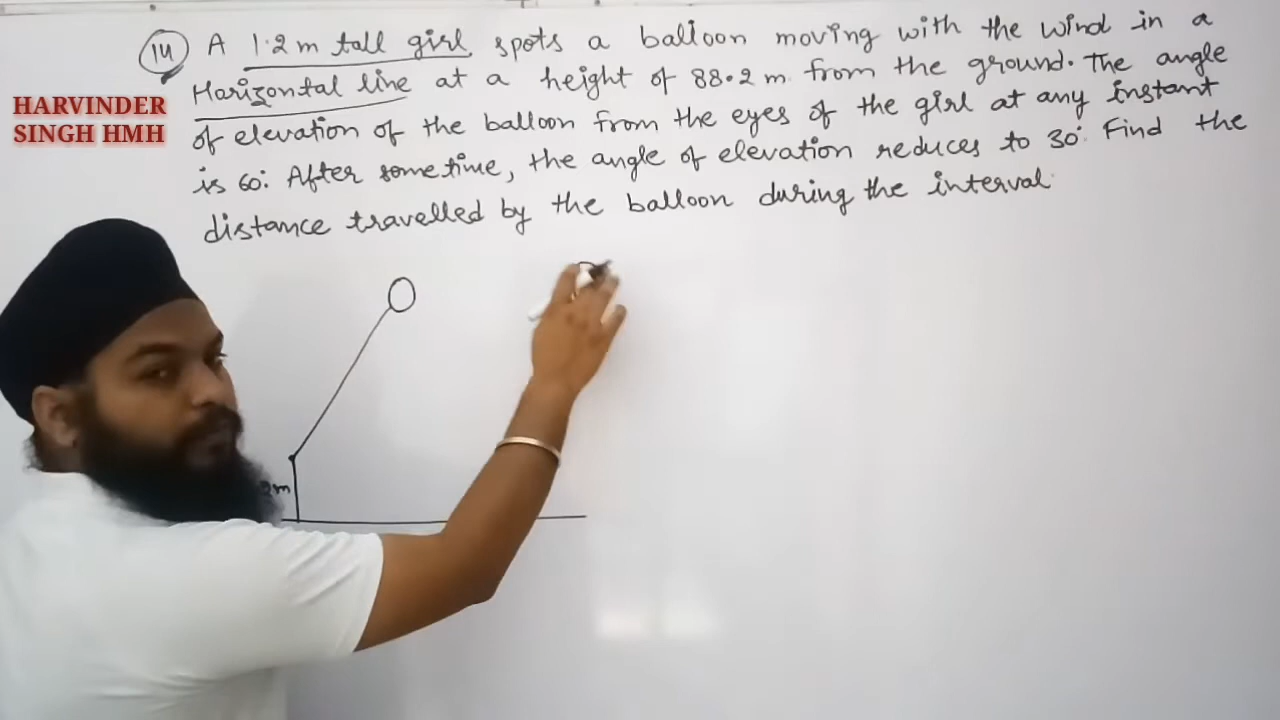 14 A 1.2 m tall girl spots a balloon moving with the wind in a
Horizontal line at a height of 88.2 m from the ground. The angle
of elevation of the balloon from the eyes of the girl at any instant
is 60°. After some time, the angle of elevation reduces to 30°. Find the
distance travelled by the balloon during the interval.
HARVINDER
SINGH HMH